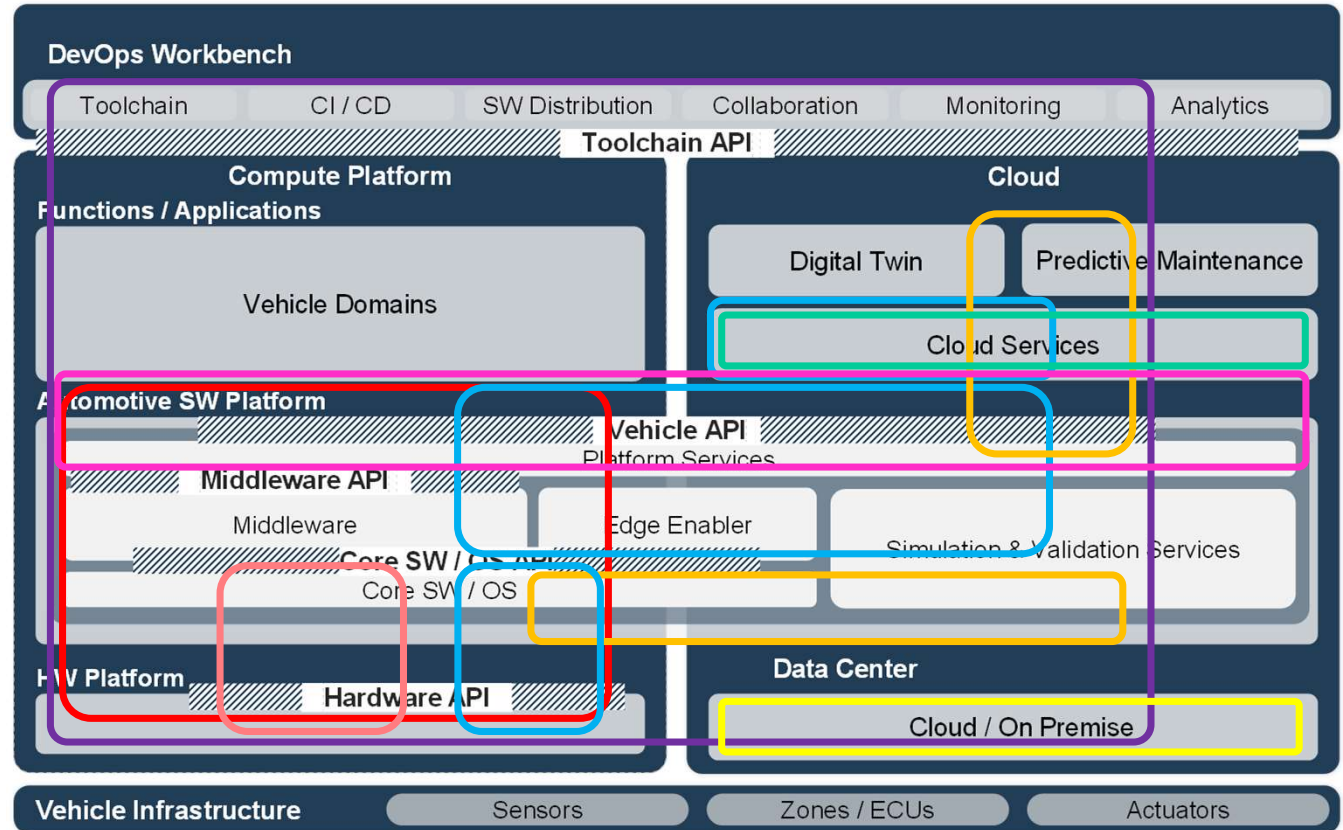 DevOps Workbench
Toolchain CI / CD SW Distribution Collaboration Monitoring Analytics
Toolchain API
Compute Platform
Functions / Applications
Vehicle Domains
Cloud
Digital Twin
Predictive Maintenance
Cloud Services
Automotive SW Platform
Vehicle API
Platform Services
Middleware API
Middleware
Edge Enabler
Simulation & Validation Services
Core SW / OS API
Core SW / OS
HW Platform
Hardware API
Data Center
Cloud / On Premise
Vehicle Infrastructure
Sensors
Zones / ECUs
Actuators